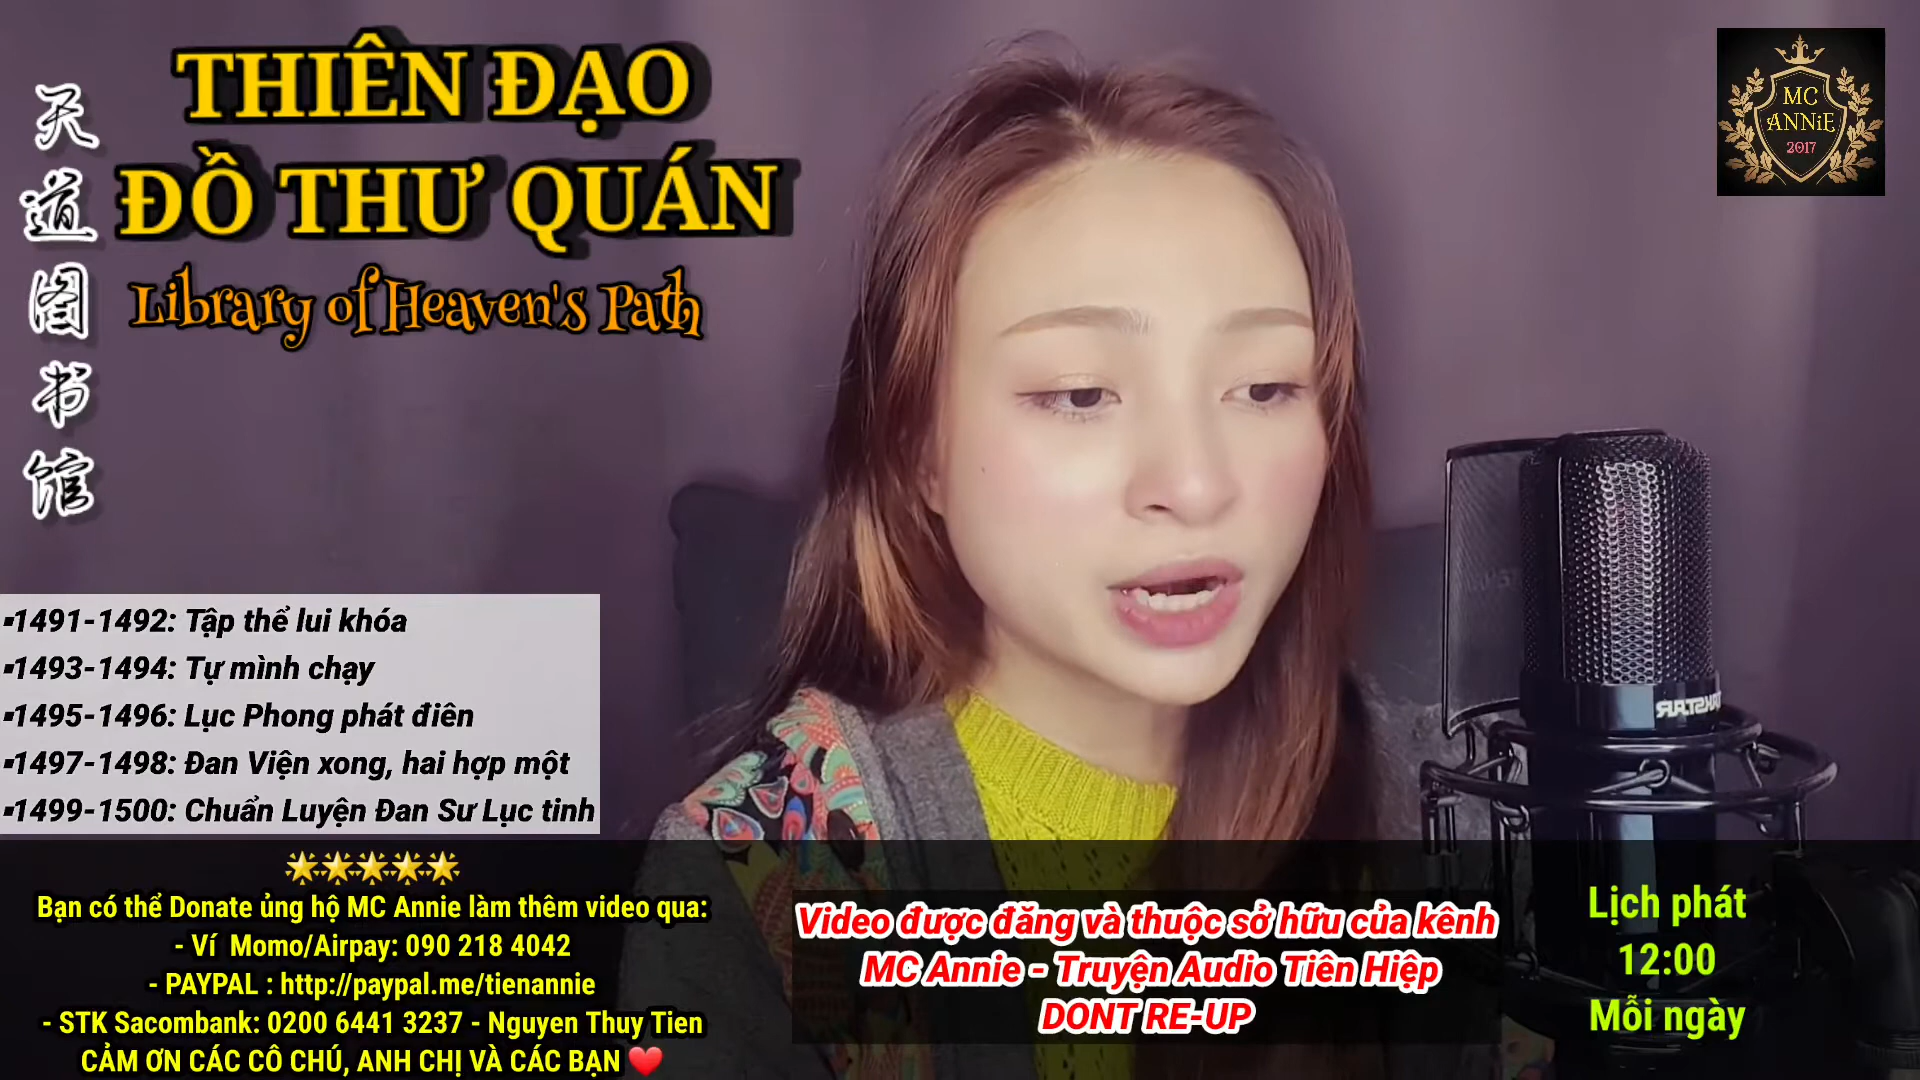 天
道
图
书
馆
THIÊN ĐẠO
ĐỒ THƯ QUÁN
Library of Heaven's Path
MC
ANNiE
2017
▪1491-1492: Tập thể lui khóa
▪1493-1494: Tự mình chạy
▪1495-1496: Lục Phong phát điên
▪1497-1498: Đan Viện xong, hai hợp một
▪1499-1500: Chuẩn Luyện Đan Sư Lục tinh
Bạn có thể Donate ủng hộ MC Annie làm thêm video qua:
- Ví Momo/Airpay: 090 218 4042
- PAYPAL : http://paypal.me/tienannie
- STK Sacombank: 0200 6441 3237 - Nguyen Thuy Tien
CẢM ƠN CÁC CÔ CHÚ, ANH CHỊ VÀ CÁC BẠN ❤️
Video được đăng và thuộc sở hữu của kênh
MC Annie - Truyện Audio Tiên Hiệp
DONT RE-UP
Lịch phát
12:00
Mỗi ngày